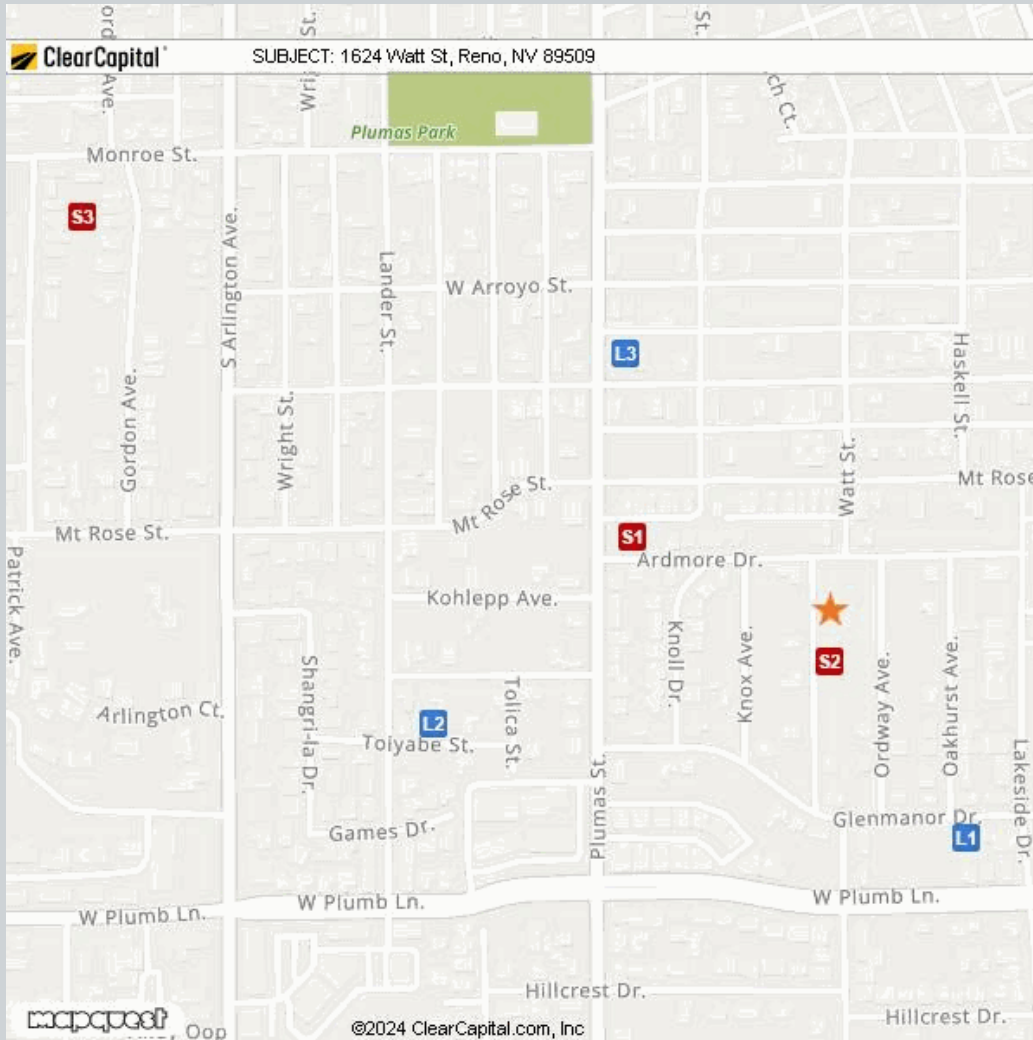 ClearCapital
SUBJECT: 1624 Watt St, Reno, NV 89509
St.
Ave.
Plumas Park
Monroe St.
S3
S Arlington Ave.
Lander St.
W Arroyo St.
L3
Haskell St.
Gordon Ave.
Wright St.
Watt St.
Mt Rose St.
Mt Rose
Mt Rose St.
S1
Ardmore Dr.
Patrick Ave.
Kohlepp Ave.
S2
Knoll Dr.
Knox Ave.
Ordway Ave.
Oakhurst Ave.
Shangri-la Dr.
Tolica St.
Arlington Ct.
L2
Toiyabe St.
Lakeside Dr.
Plumas St.
Games Dr.
Glenmanor Dr.
L1
W Plumb Ln.
W Plumb Ln.
W Plumb Ln.
Hillcrest Dr.
Hillcrest Dr.
mapquest
©2024 ClearCapital.com, Inc